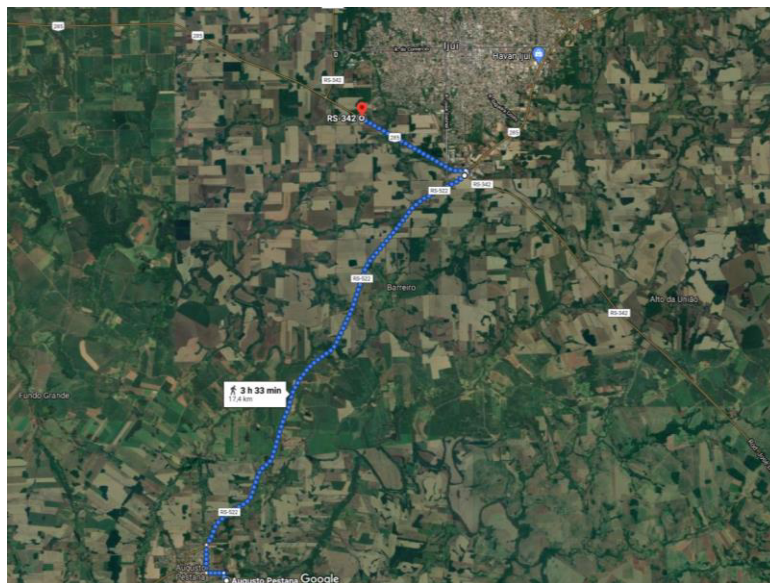 285
285
Ijuí
Havan Ijuí
RS-342
RS-342
285
285
RS-522
RS-342
RS-522
Barreiro
Alto da União
RS-342
3 h 33 min
17,4 km
Fundo Grande
RS-522
Augusto
Pestana
Augusto Pestana
Google